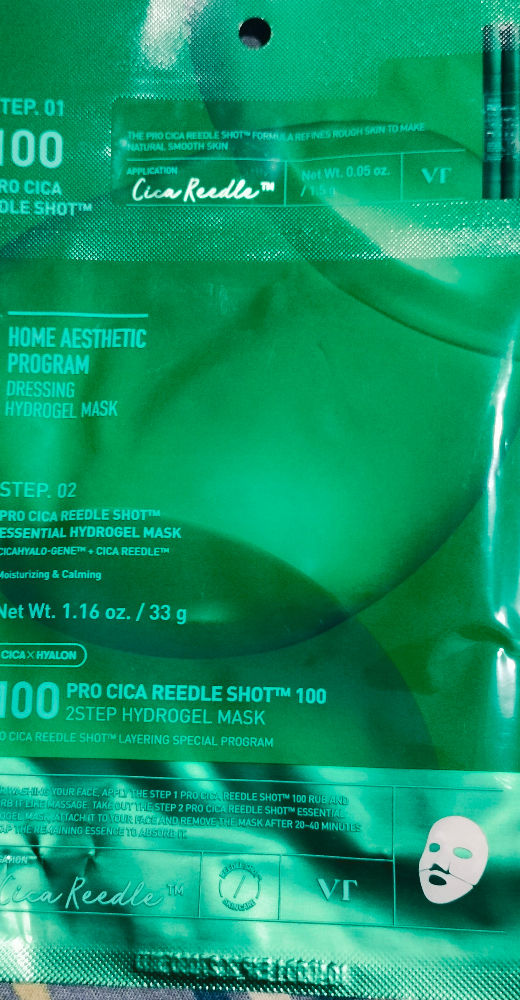 TEP. 01
100
RO CICA
DLE SHOT™
THE PRO CICA REEDLE SHOT™ FORMULA REFINES ROUGH SKIN TO MAKE
NATURAL SMOOTH SKIN
APPLICATION
Cica Reedle™
Net Wt. 0.05 oz.
/ 1.5 g
VT
HOME AESTHETIC
PROGRAM
DRESSING
HYDROGEL MASK
STEP. 02
PRO CICA REEDLE SHOT™
ESSENTIAL HYDROGEL MASK
CICAHYALO-GENE™ + CICA REEDLE™
Moisturizing & Calming
Net Wt. 1.16 oz. / 33 g
CICA×HYALON
100 PRO CICA REEDLE SHOT™ 100
2STEP HYDROGEL MASK
O CICA REEDLE SHOT™ LAYERING SPECIAL PROGRAM
WASHING YOUR FACE, APPLY THE STEP 1 PRO CICA REEDLE SHOT™ 100 RUB AND
RB IT LIKE MASSAGE. TAKE OUT THE STEP 2 PRO CICA REEDLE SHOT™ ESSENTIAL
OGEL MASK, ATTACH IT TO YOUR FACE AND REMOVE THE MASK AFTER 20-40 MINUTES
AP THE REMAINING ESSENCE TO ABSORB IT.
Cica Reedle™
REEDLE SHOT
SKINCARE
VT